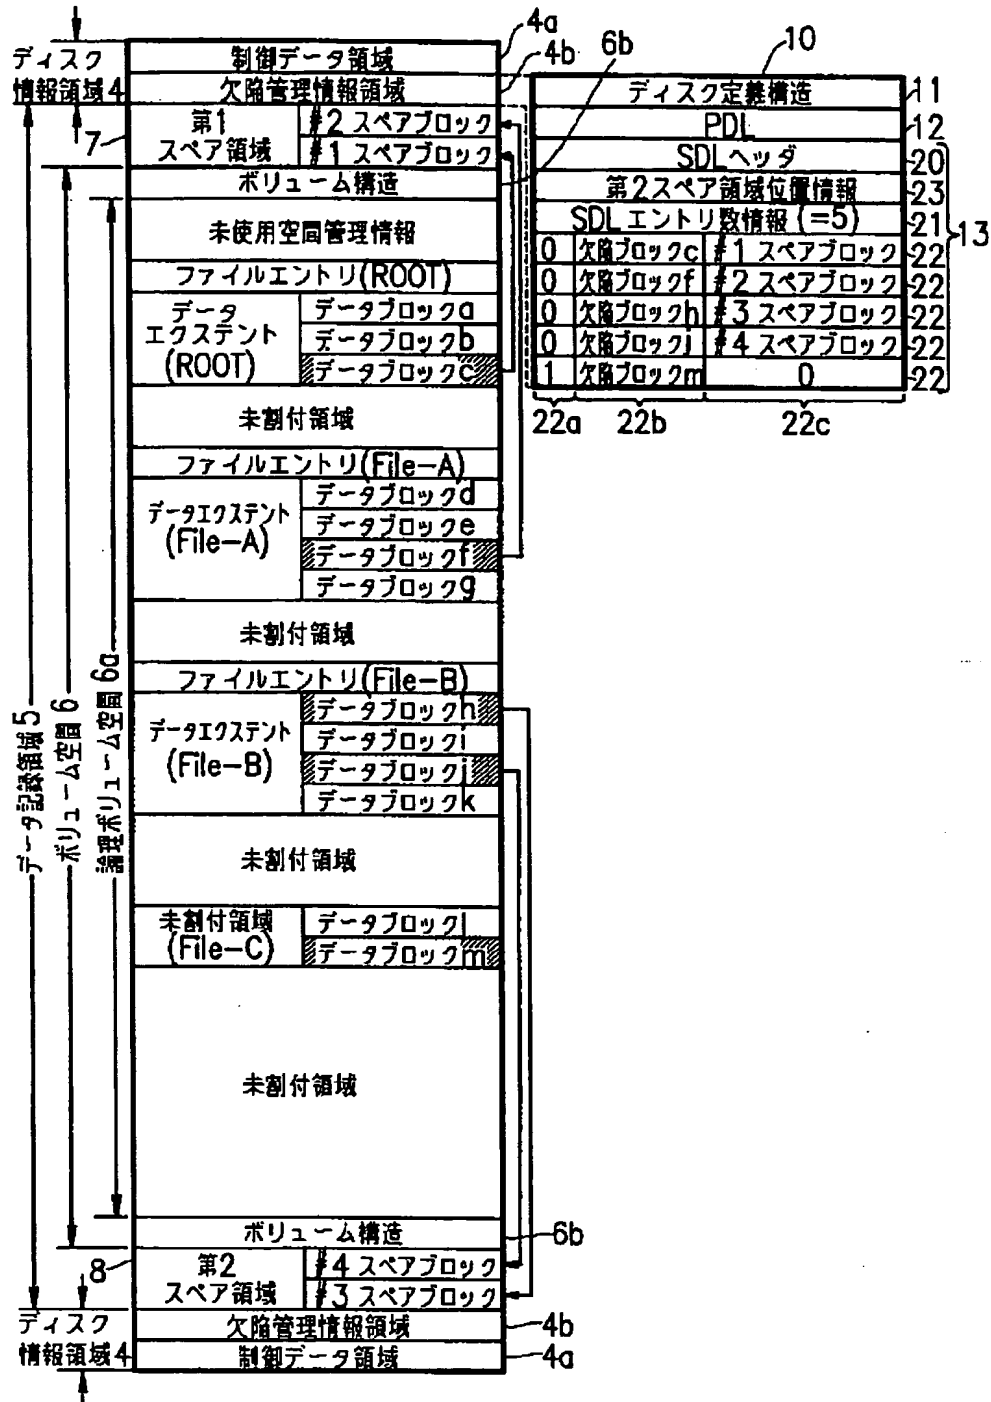 ディスク
情報領域4
制御データ領域
4a
欠陥管理情報領域
4b
6b
7
第1
スペア領域
#2 スペアブロック
#1 スペアブロック
ボリューム構造
未使用空間管理情報
ファイルエントリ(ROOT)
データ
エクステント
(ROOT)
データブロックa
データブロックb
データブロックc
未割付領域
ファイルエントリ(File-A)
データエクステント
(File-A)
データブロックd
データブロックe
データブロックf
データブロックg
未割付領域
ファイルエントリ(File-B)
データエクステント
(File-B)
データブロックh
データブロックi
データブロックj
データブロックk
未割付領域
未割付領域
(File-C)
データブロックl
データブロックm
未割付領域
ボリューム構造
6b
8
第2
スペア領域
#4 スペアブロック
#3 スペアブロック
ディスク
情報領域4
欠陥管理情報領域
4b
制御データ領域
4a
データ記録領域5
ボリューム空間6
論理ボリューム空間6a
10
ディスク定義構造 11
PDL 12
SDLヘッダ 20
第2スペア領域位置情報 23
SDLエントリ数情報(=5) 21
13
0 欠陥ブロックc #1 スペアブロック 22
0 欠陥ブロックf #2 スペアブロック 22
0 欠陥ブロックh #3 スペアブロック 22
0 欠陥ブロックj #4 スペアブロック 22
1 欠陥ブロックm 0 22
22a 22b 22c